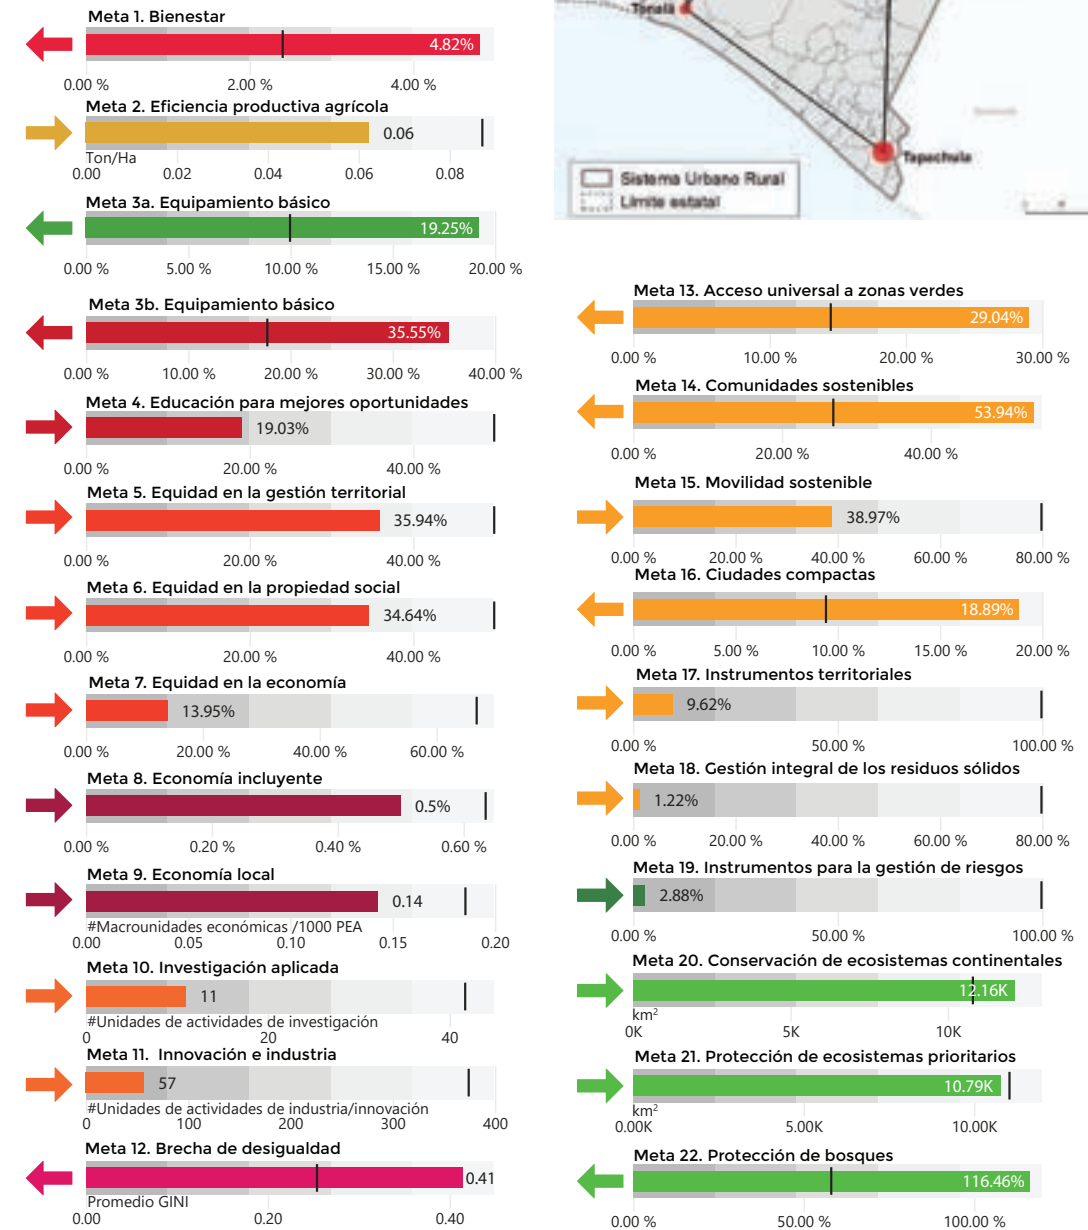 Meta 1. Bienestar
4.82%
0.00 % 2.00 % 4.00 %
Meta 2. Eficiencia productiva agrícola
0.06
Ton/Ha
0.00 0.02 0.04 0.06 0.08
Meta 3a. Equipamiento básico
19.25%
0.00 % 5.00 % 10.00 % 15.00 % 20.00 %
Meta 3b. Equipamiento básico
35.55%
0.00 % 10.00 % 20.00 % 30.00 % 40.00 %
Meta 4. Educación para mejores oportunidades
19.03%
0.00 % 20.00 % 40.00 %
Meta 5. Equidad en la gestión territorial
35.94%
0.00 % 20.00 % 40.00 %
Meta 6. Equidad en la propiedad social
34.64%
0.00 % 20.00 % 40.00 %
Meta 7. Equidad en la economía
13.95%
0.00 % 20.00 % 40.00 % 60.00 %
Meta 8. Economía incluyente
0.5%
0.00 % 0.20 % 0.40 % 0.60 %
Meta 9. Economía local
0.14
#Macrounidades económicas /1000 PEA
0.00 0.05 0.10 0.15 0.20
Meta 10. Investigación aplicada
11
#Unidades de actividades de investigación
0 20 40
Meta 11. Innovación e industria
57
#Unidades de actividades de industria/innovación
0 100 200 300 400
Meta 12. Brecha de desigualdad
0.41
Promedio GINI
0.00 0.20 0.40
Tonalá
Tapachula
Sistema Urbano Rural
Límite estatal
Meta 13. Acceso universal a zonas verdes
29.04%
0.00 % 10.00 % 20.00 % 30.00 %
Meta 14. Comunidades sostenibles
53.94%
0.00 % 20.00 % 40.00 %
Meta 15. Movilidad sostenible
38.97%
0.00 % 20.00 % 40.00 % 60.00 % 80.00 %
Meta 16. Ciudades compactas
18.89%
0.00 % 5.00 % 10.00 % 15.00 % 20.00 %
Meta 17. Instrumentos territoriales
9.62%
0.00 % 50.00 % 100.00 %
Meta 18. Gestión integral de los residuos sólidos
1.22%
0.00 % 20.00 % 40.00 % 60.00 % 80.00 %
Meta 19. Instrumentos para la gestión de riesgos
2.88%
0.00 % 50.00 % 100.00 %
Meta 20. Conservación de ecosistemas continentales
12.16K
km²
0K 5K 10K
Meta 21. Protección de ecosistemas prioritarios
10.79K
km²
0.00K 5.00K 10.00K
Meta 22. Protección de bosques
116.46%
0.00 % 50.00 % 100.00 %